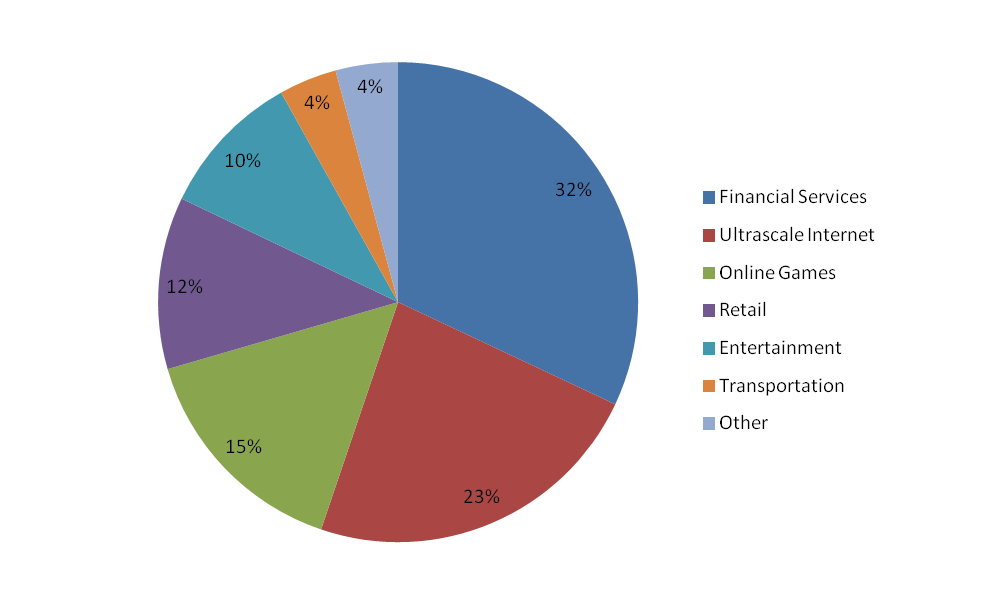 4%
4%
10%
32%
12%
15%
23%
Financial Services
Ultrascale Internet
Online Games
Retail
Entertainment
Transportation
Other